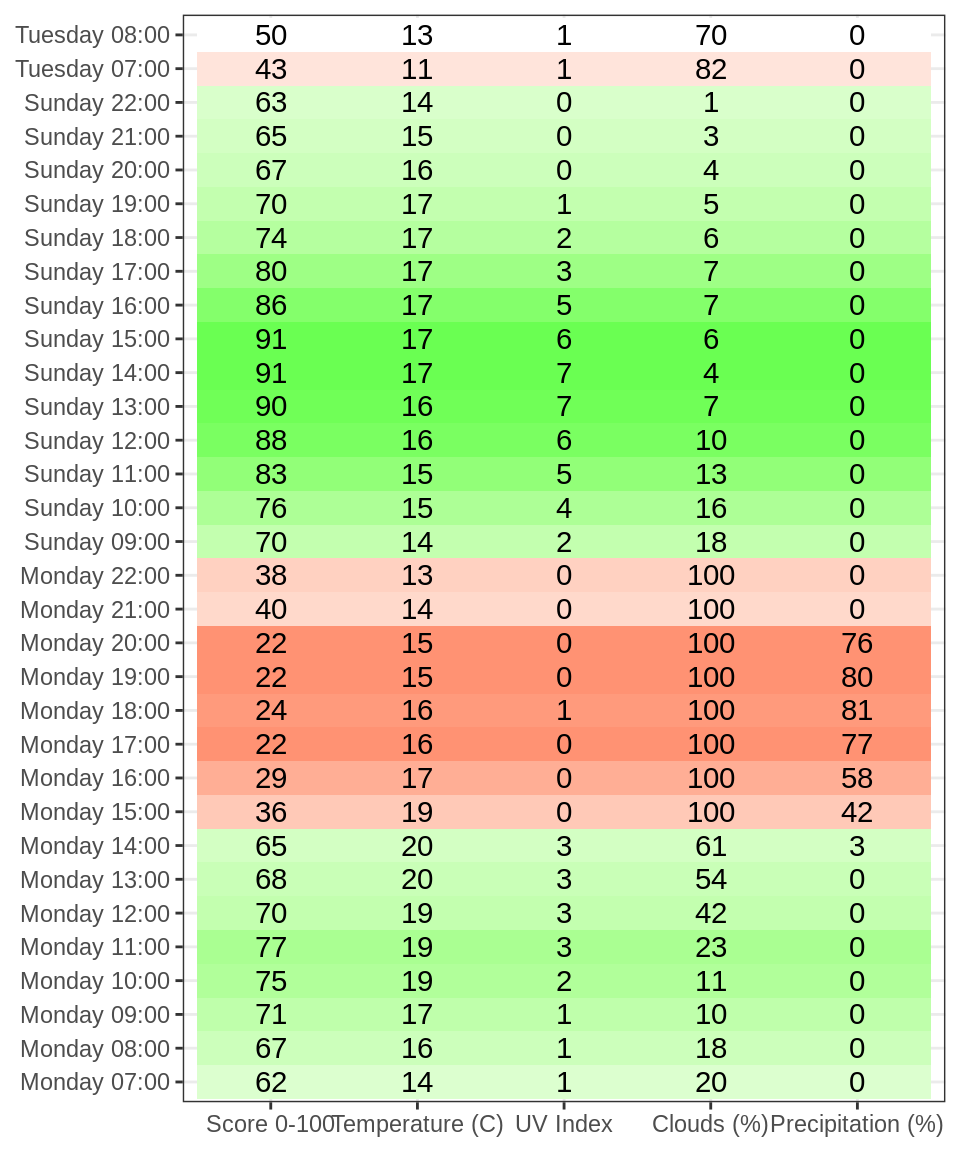 Tuesday 08:00 50 13 1 70 0
Tuesday 07:00 43 11 1 82 0
Sunday 22:00 63 14 0 1 0
Sunday 21:00 65 15 0 3 0
Sunday 20:00 67 16 0 4 0
Sunday 19:00 70 17 1 5 0
Sunday 18:00 74 17 2 6 0
Sunday 17:00 80 17 3 7 0
Sunday 16:00 86 17 5 7 0
Sunday 15:00 91 17 6 6 0
Sunday 14:00 91 17 7 4 0
Sunday 13:00 90 16 7 7 0
Sunday 12:00 88 16 6 10 0
Sunday 11:00 83 15 5 13 0
Sunday 10:00 76 15 4 16 0
Sunday 09:00 70 14 2 18 0
Monday 22:00 38 13 0 100 0
Monday 21:00 40 14 0 100 0
Monday 20:00 22 15 0 100 76
Monday 19:00 22 15 0 100 80
Monday 18:00 24 16 1 100 81
Monday 17:00 22 16 0 100 77
Monday 16:00 29 17 0 100 58
Monday 15:00 36 19 0 100 42
Monday 14:00 65 20 3 61 3
Monday 13:00 68 20 3 54 0
Monday 12:00 70 19 3 42 0
Monday 11:00 77 19 3 23 0
Monday 10:00 75 19 2 11 0
Monday 09:00 71 17 1 10 0
Monday 08:00 67 16 1 18 0
Monday 07:00 62 14 1 20 0
Score 0-100 Temperature (C) UV Index Clouds (%) Precipitation (%)